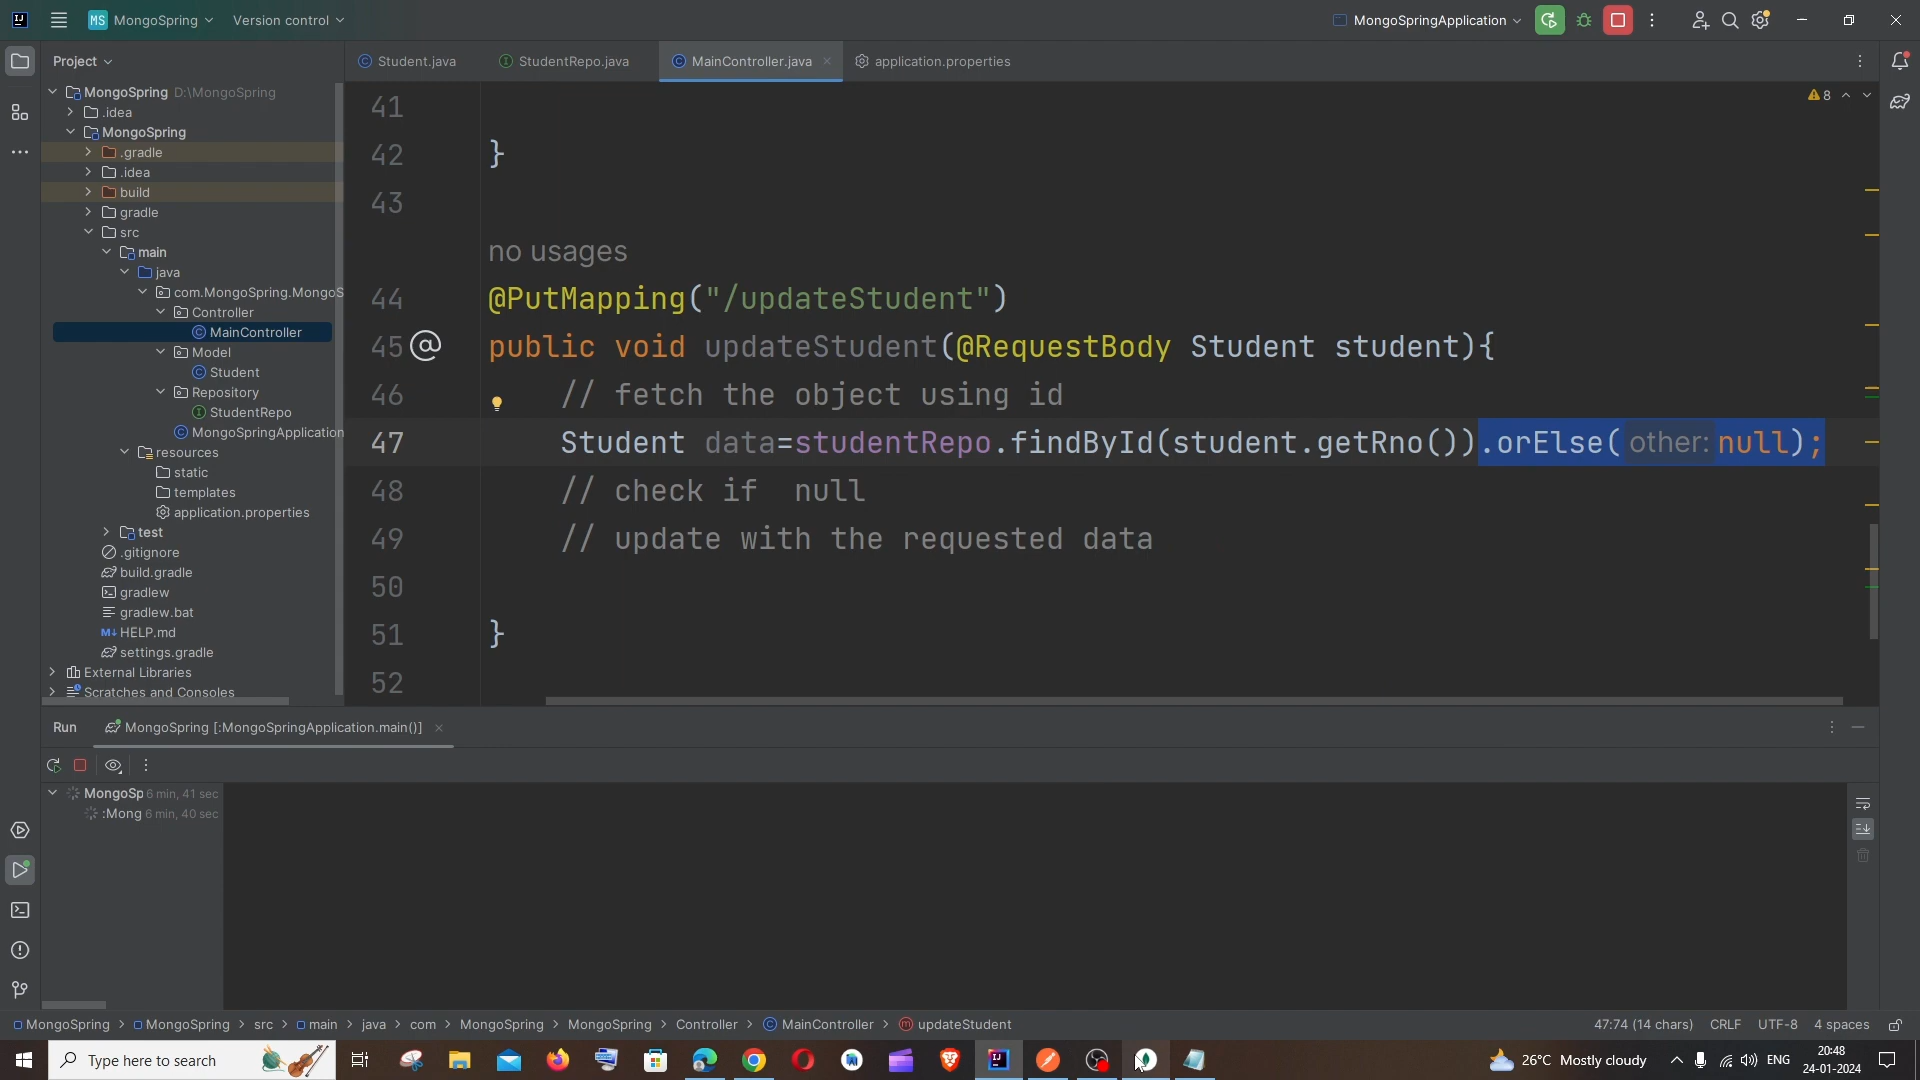 MS MongoSpring Version control MongoSpringApplication
Project Student.java StudentRepo.java MainController.java application.properties
MongoSpring D:\MongoSpring
.idea
MongoSpring
.gradle
.idea
build
gradle
src
main
java
com.MongoSpring.MongoS
Controller
MainController
Model
Student
Repository
StudentRepo
MongoSpringApplication
resources
static
templates
application.properties
test
.gitignore
build.gradle
gradlew
gradlew.bat
HELP.md
settings.gradle
External Libraries
Scratches and Consoles
8
41
42 }
43
no usages
44 @PutMapping("/updateStudent")
45 public void updateStudent(@RequestBody Student student){
46 // fetch the object using id
47 Student data=studentRepo.findById(student.getRno()).orElse( other: null);
48 // check if  null
49 // update with the requested data
50
51 }
52
Run MongoSpring [:MongoSpringApplication.main()]
MongoSp 6 min, 41 sec
:Mong 6 min, 40 sec
MongoSpring > MongoSpring > src > main > java > com > MongoSpring > MongoSpring > Controller > MainController > updateStudent 47:74 (14 chars) CRLF UTF-8 4 spaces
Type here to search 26°C Mostly cloudy ENG 20:48
24-01-2024